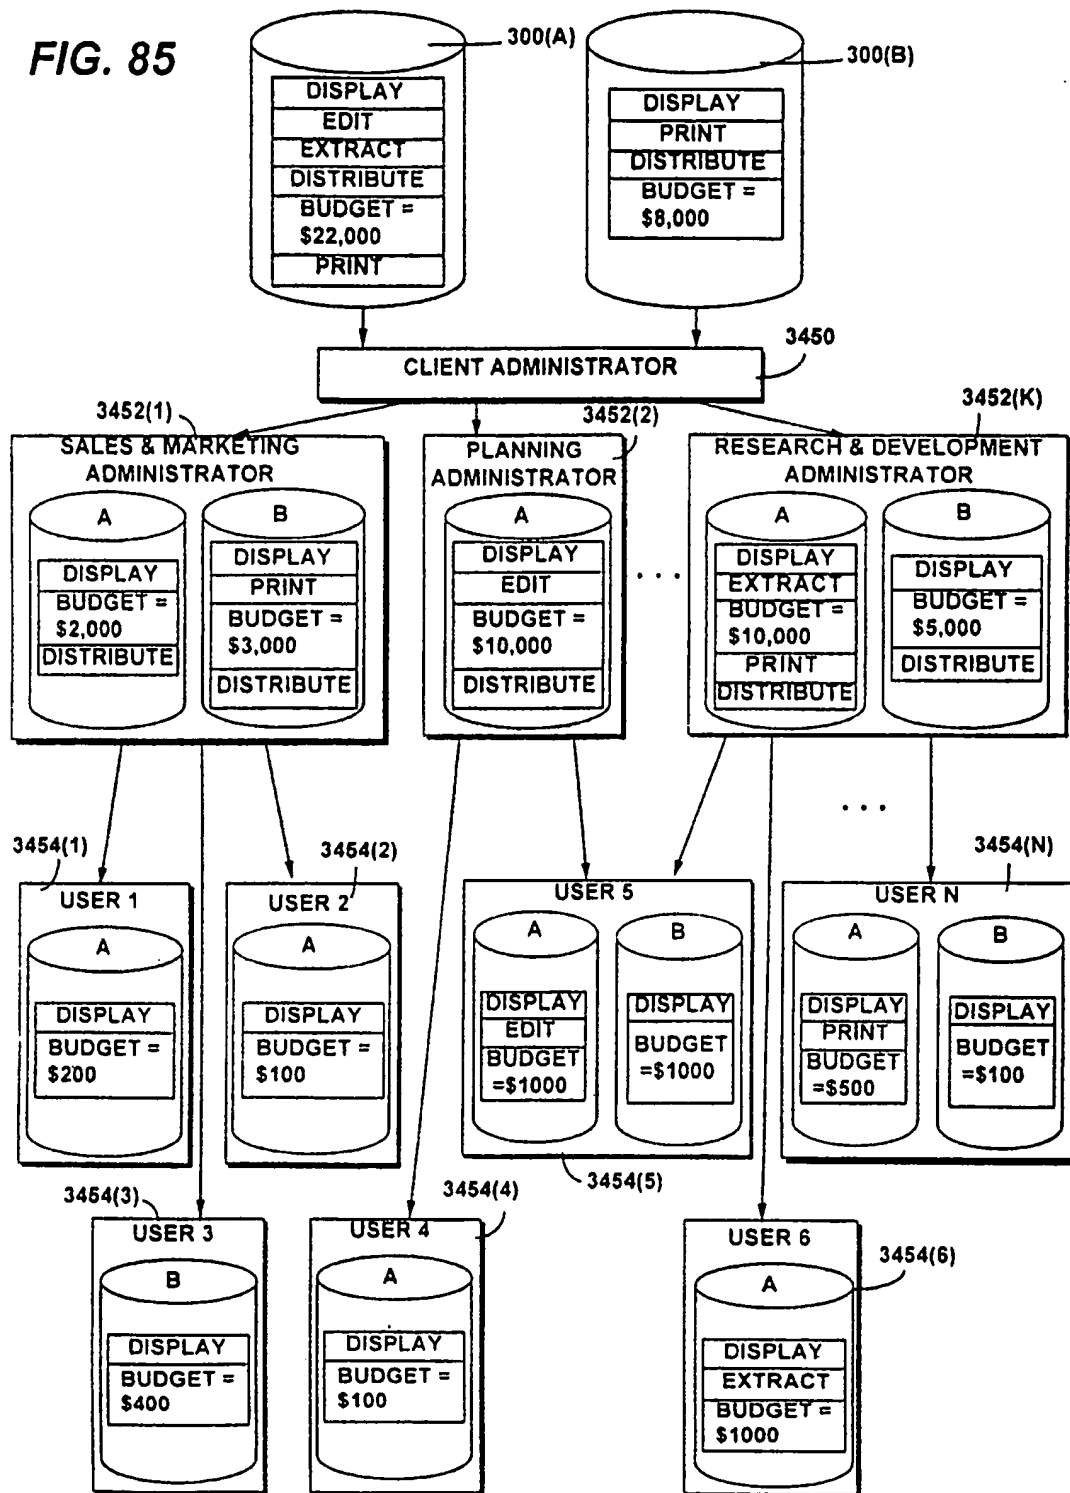 FIG. 85
300(A)
DISPLAY
EDIT
EXTRACT
DISTRIBUTE
BUDGET =
$22,000
PRINT
300(B)
DISPLAY
PRINT
DISTRIBUTE
BUDGET =
$8,000
3450
CLIENT ADMINISTRATOR
3452(1)
SALES & MARKETING
ADMINISTRATOR
A
DISPLAY
BUDGET =
$2,000
DISTRIBUTE
B
DISPLAY
PRINT
BUDGET =
$3,000
DISTRIBUTE
3452(2)
PLANNING
ADMINISTRATOR
A
DISPLAY
EDIT
BUDGET =
$10,000
DISTRIBUTE
. . .
3452(K)
RESEARCH & DEVELOPMENT
ADMINISTRATOR
A
DISPLAY
EXTRACT
BUDGET =
$10,000
PRINT
DISTRIBUTE
B
DISPLAY
BUDGET =
$5,000
DISTRIBUTE
. . .
3454(1)
USER 1
A
DISPLAY
BUDGET =
$200
3454(2)
USER 2
A
DISPLAY
BUDGET =
$100
USER 5
A
DISPLAY
EDIT
BUDGET
=$1000
B
DISPLAY
BUDGET
=$1000
3454(5)
3454(N)
USER N
A
DISPLAY
PRINT
BUDGET
=$500
B
DISPLAY
BUDGET
=$100
3454(3)
USER 3
B
DISPLAY
BUDGET =
$400
3454(4)
USER 4
A
DISPLAY
BUDGET =
$100
USER 6
3454(6)
A
DISPLAY
EXTRACT
BUDGET =
$1000